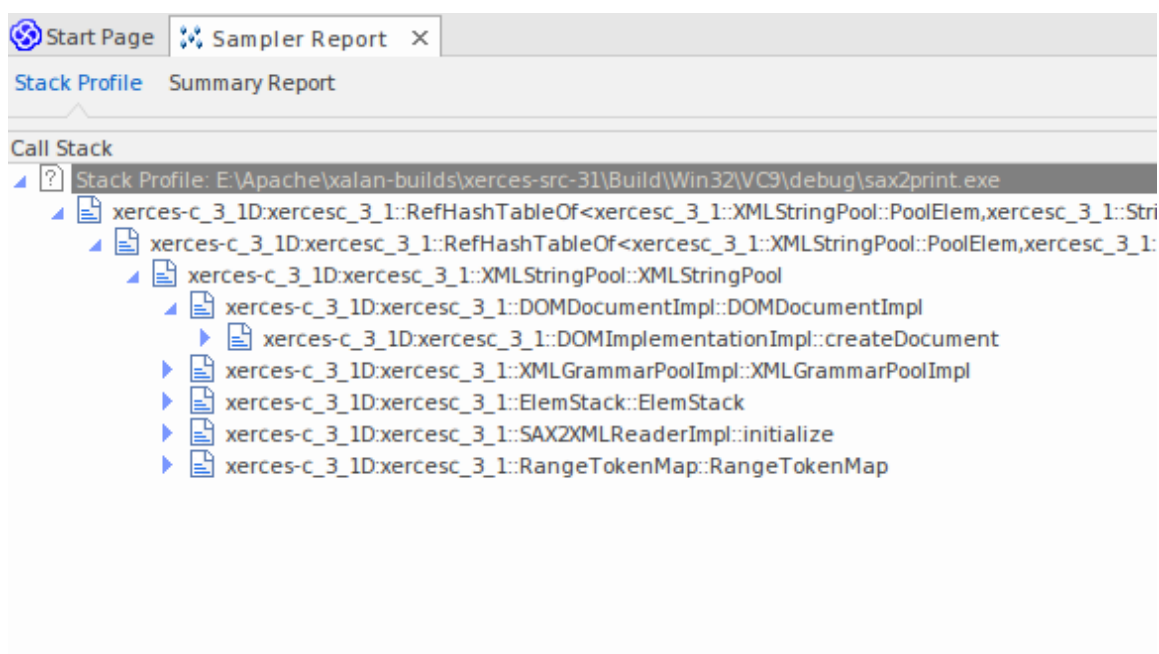 Start Page Sampler Report
Stack Profile Summary Report
Call Stack
Stack Profile: E:\Apache\xalan-builds\xerces-src-31\Build\Win32\VC9\debug\sax2print.exe
xerces-c_3_1D:xercesc_3_1::RefHashTableOf<xercesc_3_1::XMLStringPool::PoolElem,xercesc_3_1::Stri
xerces-c_3_1D:xercesc_3_1::RefHashTableOf<xercesc_3_1::XMLStringPool::PoolElem,xercesc_3_1:
xerces-c_3_1D:xercesc_3_1::XMLStringPool::XMLStringPool
xerces-c_3_1D:xercesc_3_1::DOMDocumentImpl::DOMDocumentImpl
xerces-c_3_1D:xercesc_3_1::DOMImplementationImpl::createDocument
xerces-c_3_1D:xercesc_3_1::XMLGrammarPoolImpl::XMLGrammarPoolImpl
xerces-c_3_1D:xercesc_3_1::ElemStack::ElemStack
xerces-c_3_1D:xercesc_3_1::SAX2XMLReaderImpl::initialize
xerces-c_3_1D:xercesc_3_1::RangeTokenMap::RangeTokenMap